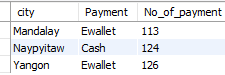 city Payment No_of_payment
Mandalay Ewallet 113
Naypyitaw Cash 124
Yangon Ewallet 126